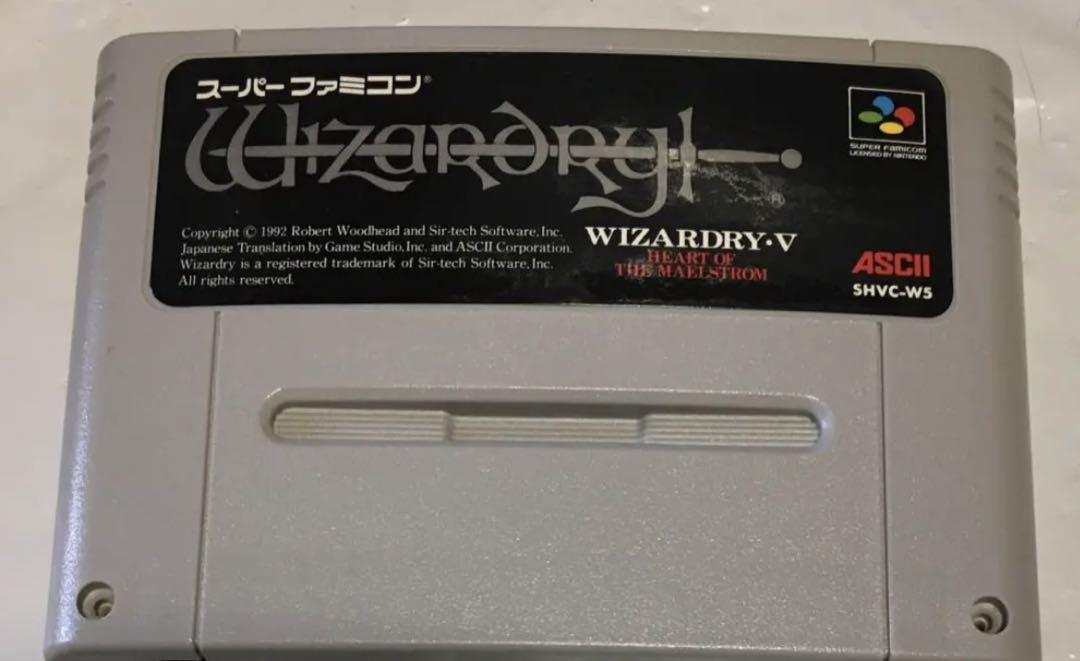 スーパーファミコン®
Wizardry®
SUPER FAMICOM
LICENSED BY NINTENDO
Copyright © 1992 Robert Woodhead and Sir-tech Software, Inc.
Japanese Translation by Game Studio, Inc. and ASCII Corporation.
Wizardry is a registered trademark of Sir-tech Software, Inc.
All rights reserved.
WIZARDRY·V
HEART OF
THE MAELSTROM
ASCII
SHVC-W5